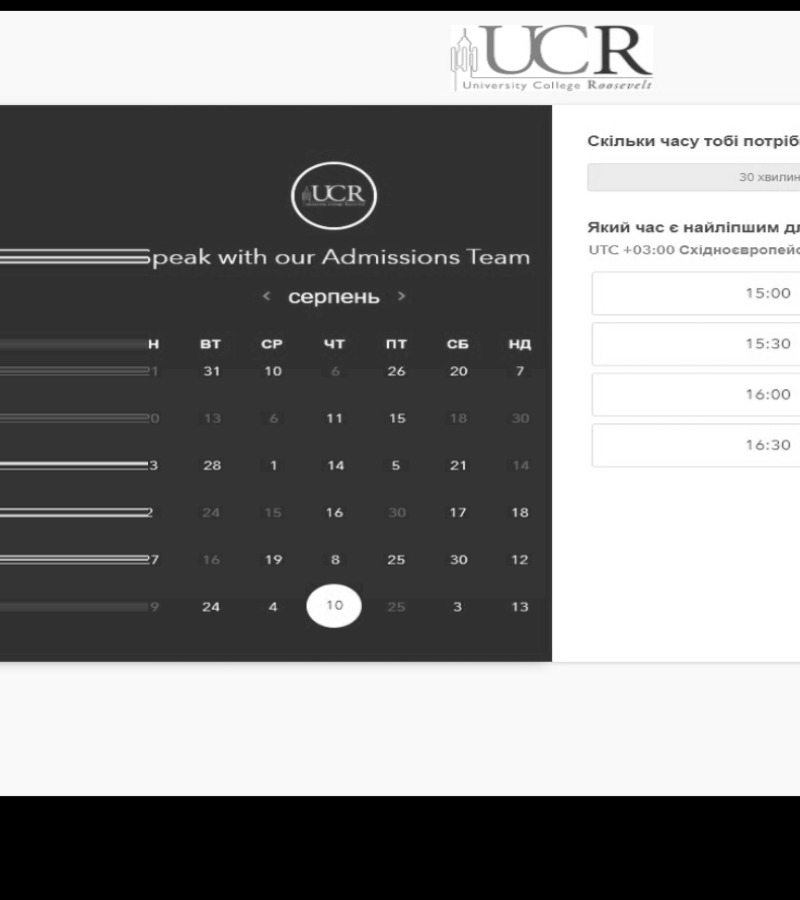 UCR
University College Roosevelt
UCR
peak with our Admissions Team
< серпень >
Н ВТ СР ЧТ ПТ СБ НД
21 31 10 6 26 20 7
20 13 6 11 15 18 30
3 28 1 14 5 21 14
2 24 15 16 30 17 18
27 16 19 8 25 30 12
9 24 4 10 25 3 13
Скільки часу тобі потріб
30 хвилин
Який час є найліпшим дл
UTC +03:00 Східноєвропейс
15:00
15:30
16:00
16:30